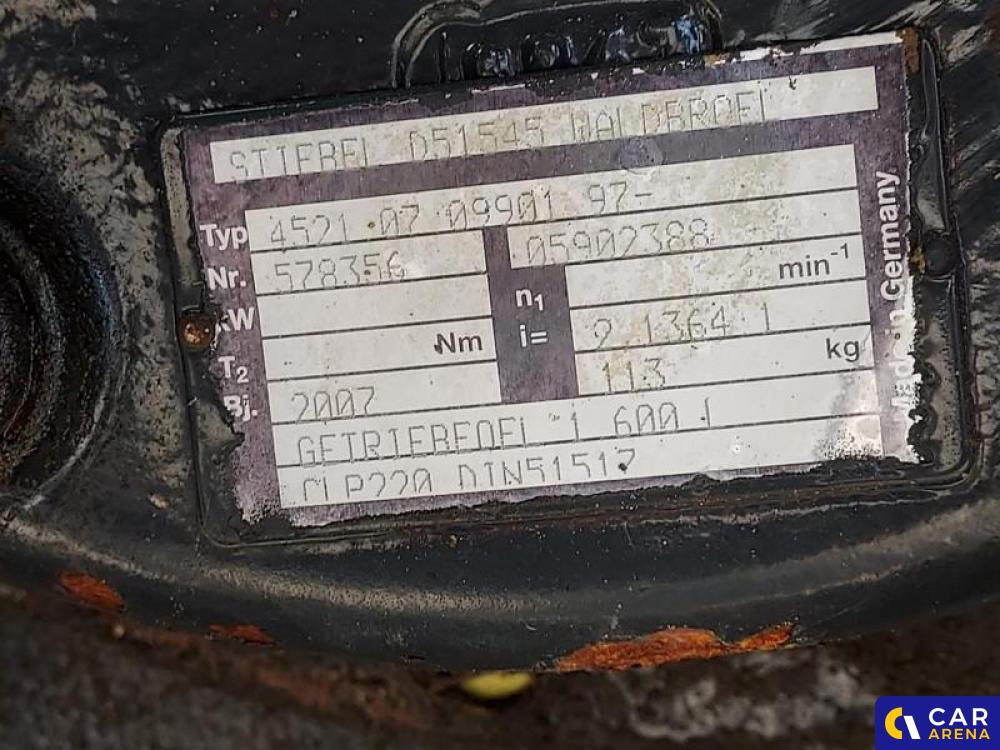 STIEBEL D51545 WALDBROEL
Typ 4521 07 09901 97-
Nr. 578356 05902388
kW n1 min-1
T2 Nm i= 9.1364 1
Bj. 2007 113 kg
GETRIEBEOEL 1,600 l
CLP220 DIN51517
Made in Germany
CAR
ARENA